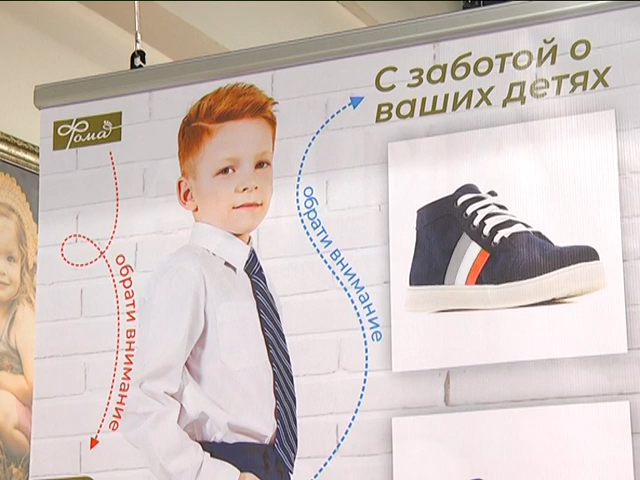 Фома
С заботой о
ваших детях
обрати внимание
обрати внимание